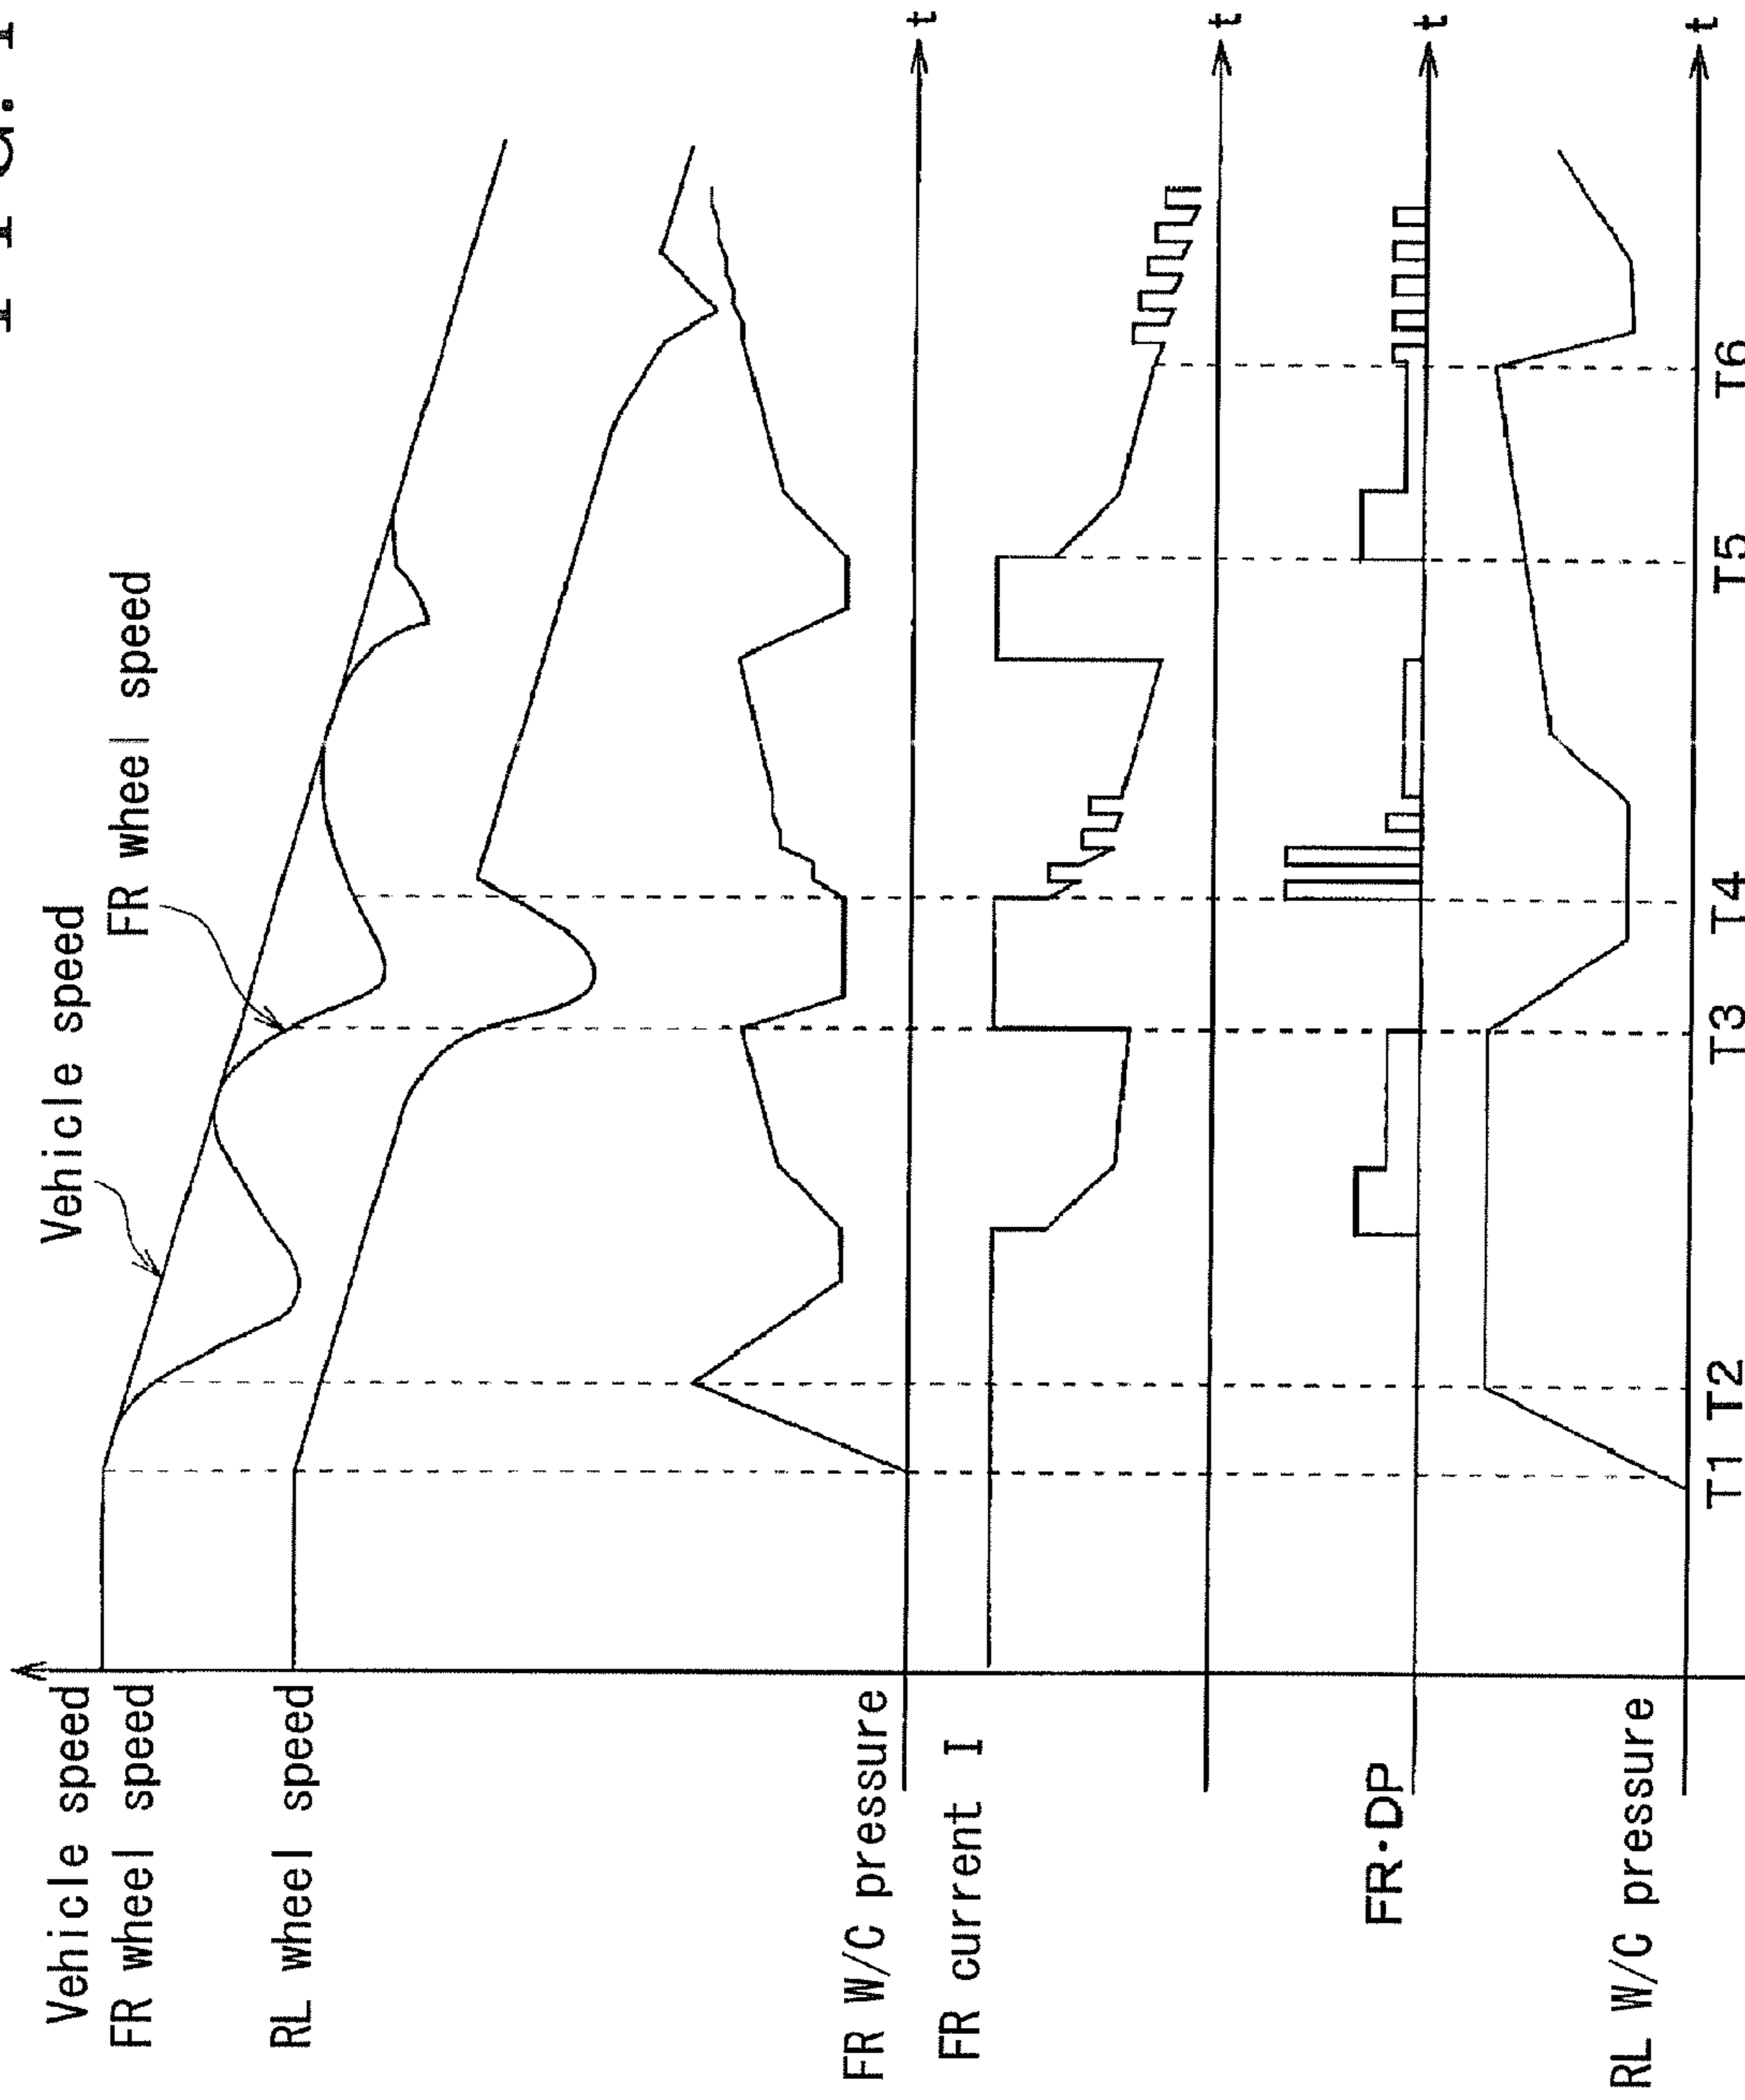 Vehicle speed
Vehicle speed
FR wheel speed
FR wheel speed
RL wheel speed
FR W/C pressure
t
FR current I
t
FR·DP
t
RL W/C pressure
t
T1 T2 T3 T4 T5 T6